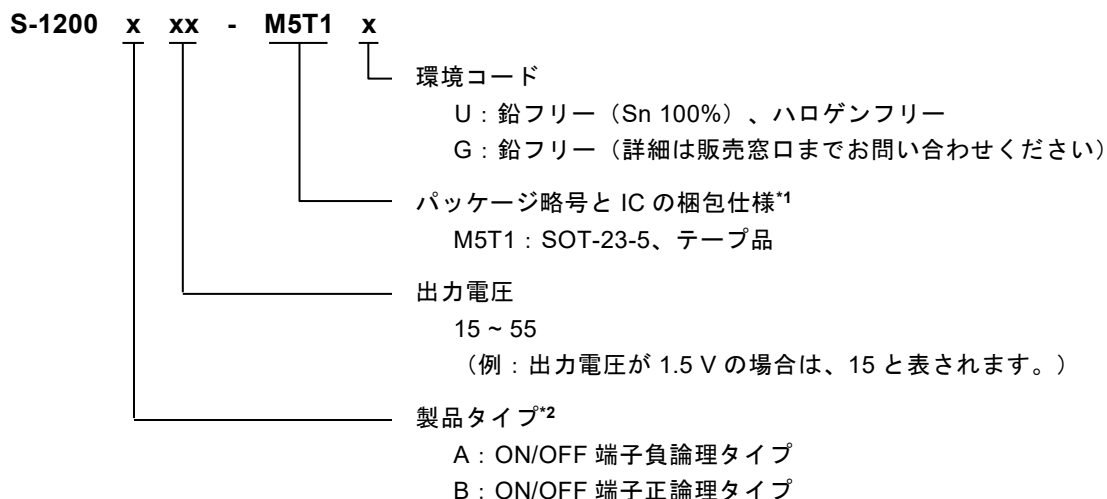 S-1200 x xx - M5T1 x
環境コード
U：鉛フリー（Sn 100%）、ハロゲンフリー
G：鉛フリー（詳細は販売窓口までお問い合わせください）
パッケージ略号と IC の梱包仕様*1
M5T1：SOT-23-5、テープ品
出力電圧
15 ~ 55
（例：出力電圧が 1.5 V の場合は、15 と表されます。）
製品タイプ*2
A：ON/OFF 端子負論理タイプ
B：ON/OFF 端子正論理タイプ